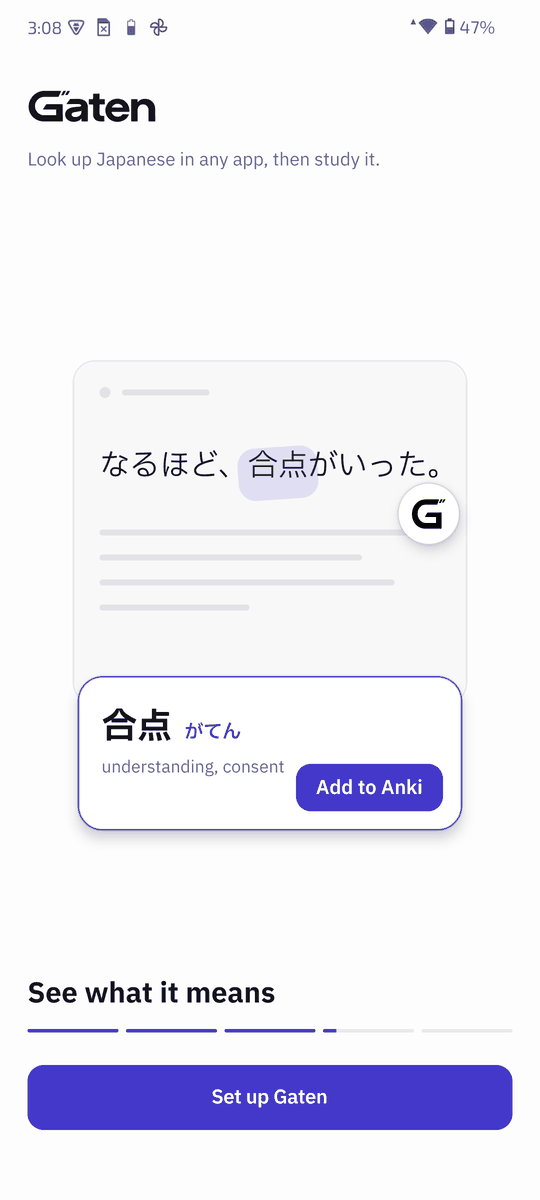 3:08
47%
Gaten
Look up Japanese in any app, then study it.
なるほど、合点がいった。
G
合点 がてん
understanding, consent
Add to Anki
See what it means
Set up Gaten